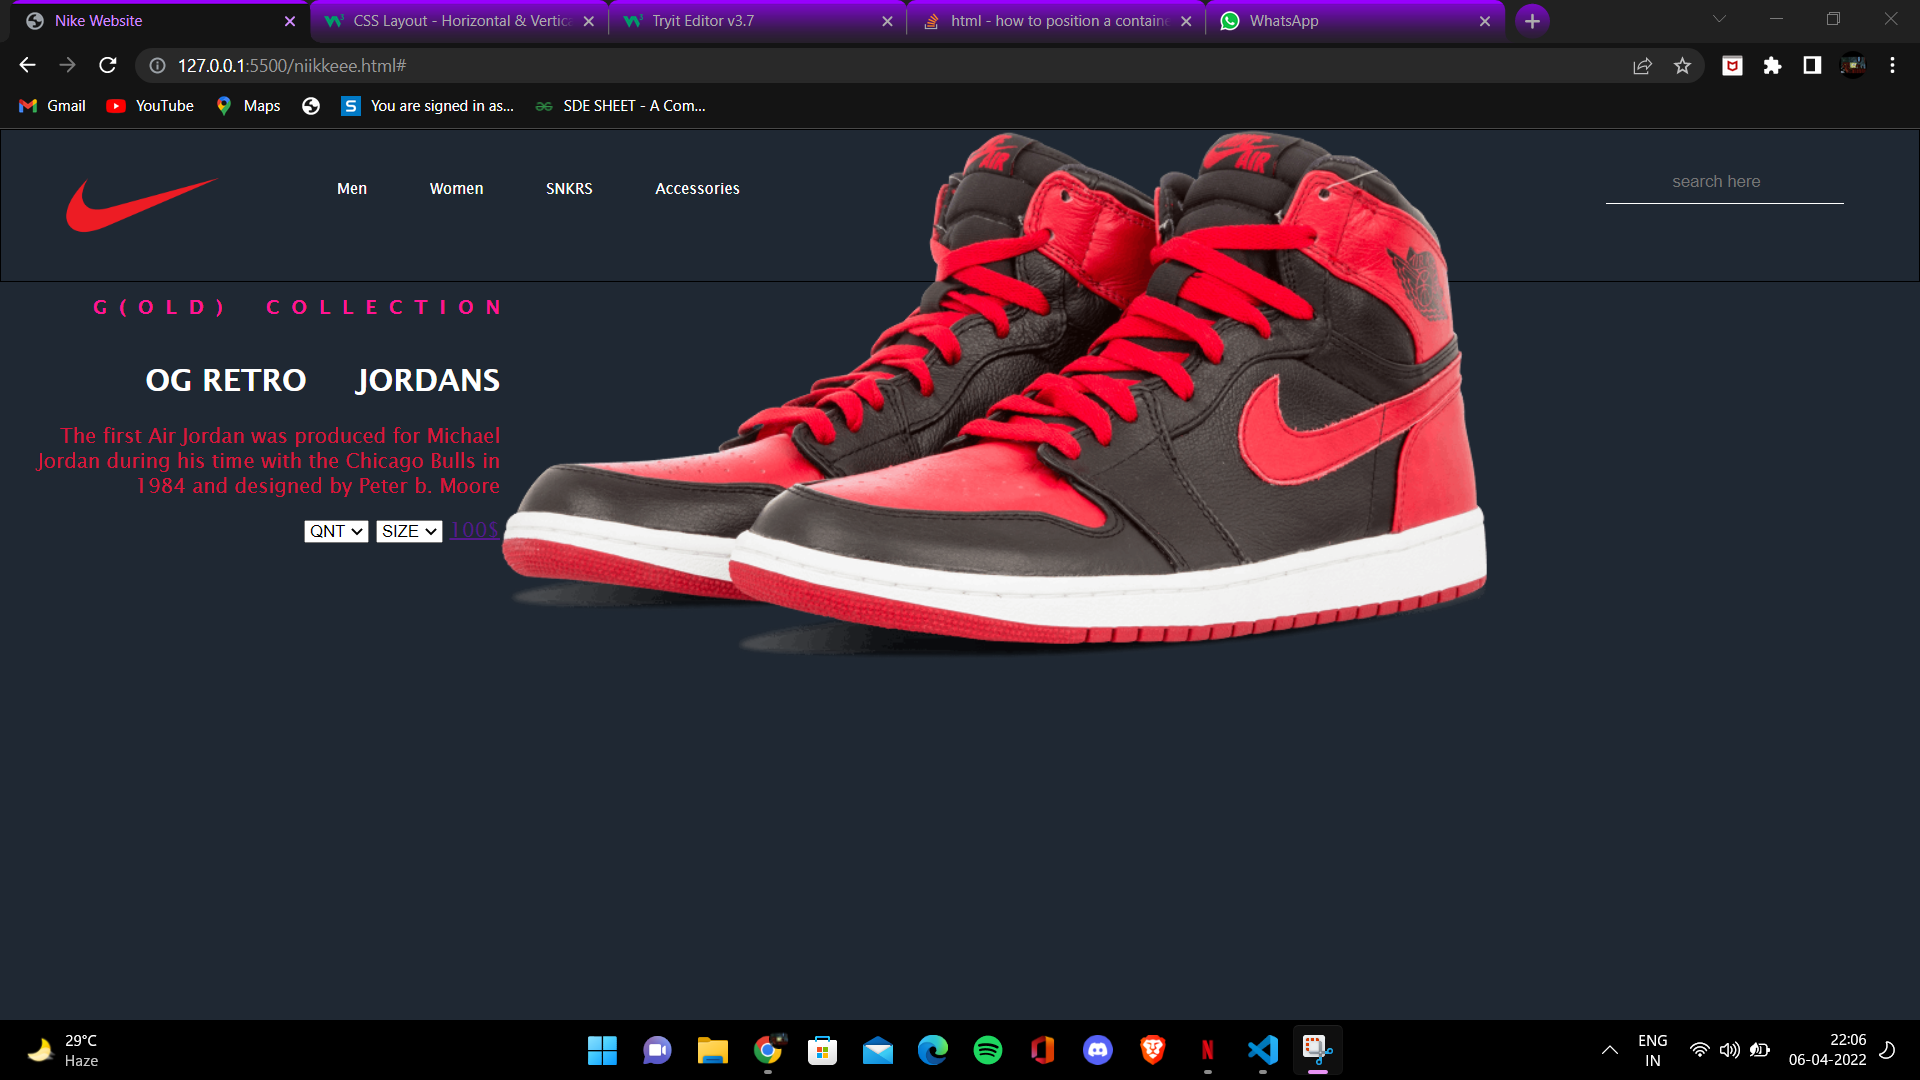 Nike Website
CSS Layout - Horizontal & Vertic
Tryit Editor v3.7
html - how to position a containe
WhatsApp
127.0.0.1:5500/niikkeee.html#
Gmail
YouTube
Maps
S
You are signed in as...
SDE SHEET - A Com...
Men
Women
SNKRS
Accessories
search here
AIR
AIR
G(OLD) COLLECTION
OG RETRO JORDANS
The first Air Jordan was produced for Michael
Jordan during his time with the Chicago Bulls in
1984 and designed by Peter b. Moore
QNT
SIZE
100$
29°C
Haze
ENG
IN
22:06
06-04-2022